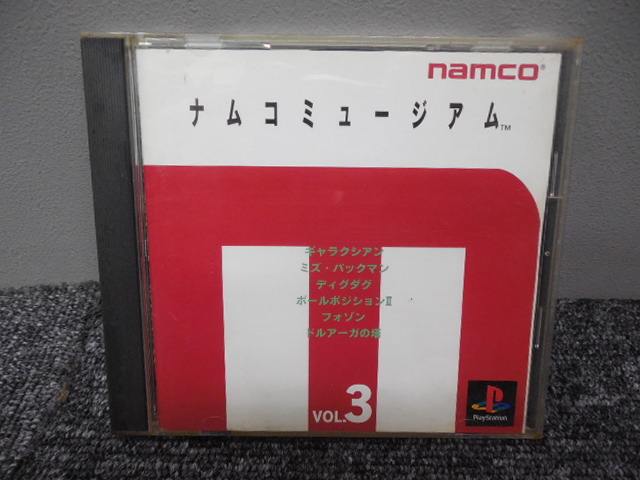 namco®
ナムコミュージアム™
ギャラクシアン
ミズ・パックマン
ディグダグ
ポールポジションII
フォゾン
ドルアーガの塔
VOL.3
PlayStation